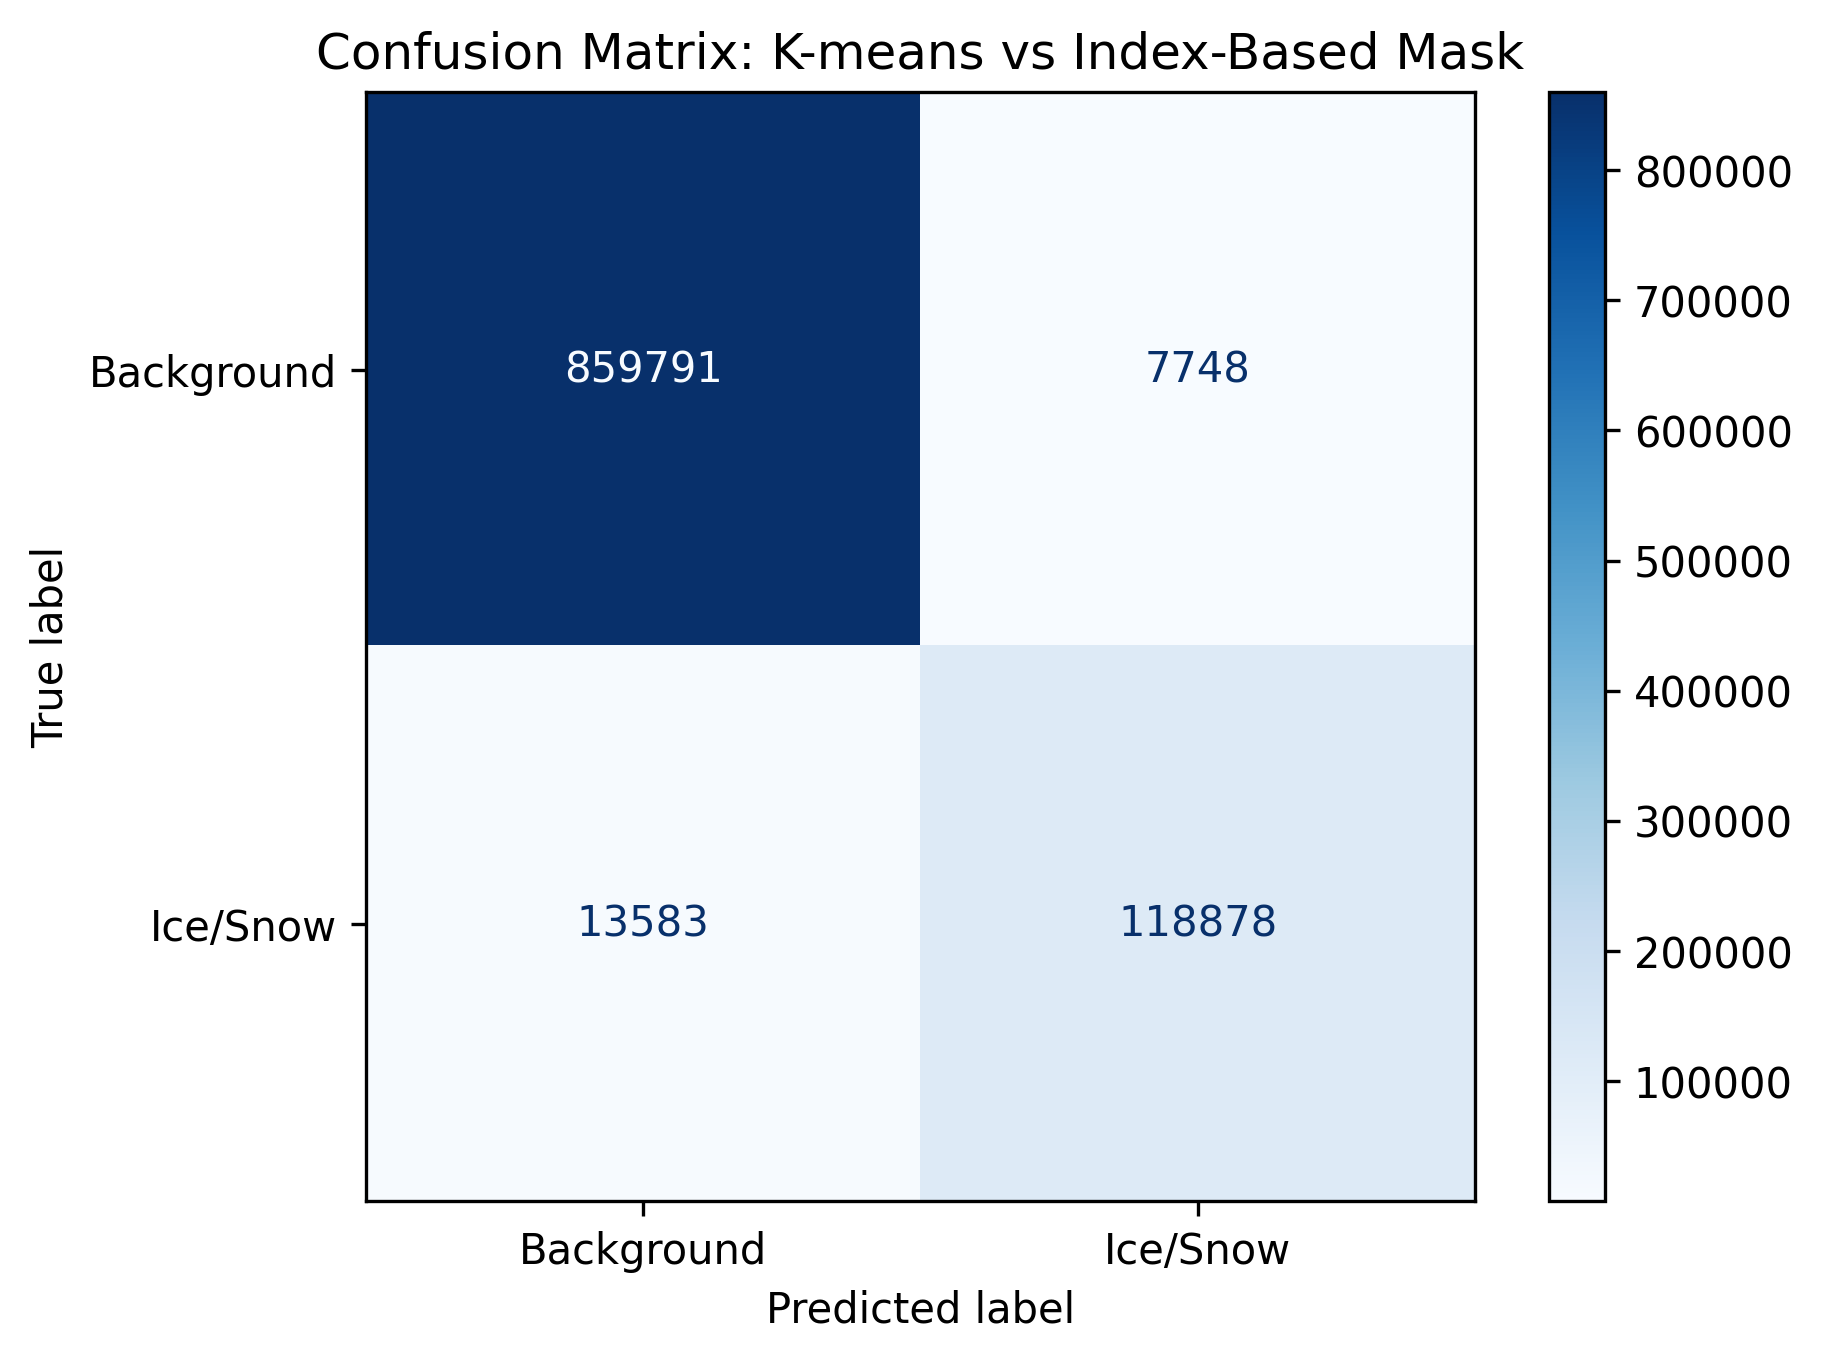 Confusion Matrix: K-means vs Index-Based Mask
True label
Background
Ice/Snow
859791
7748
13583
118878
Background
Ice/Snow
Predicted label
800000
700000
600000
500000
400000
300000
200000
100000